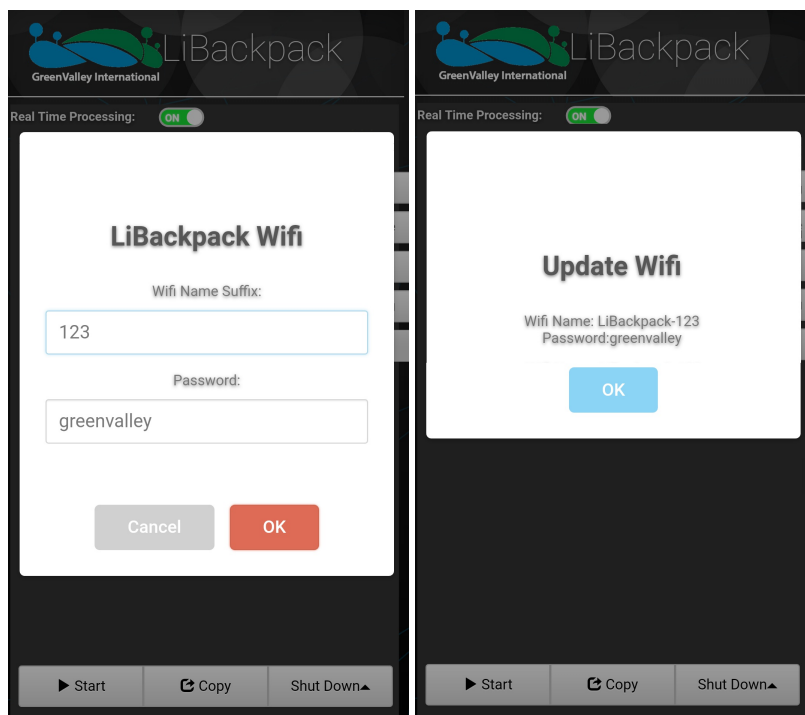 LiBackpack
GreenValley International
Real Time Processing: ON
LiBackpack Wifi
Wifi Name Suffix:
123
Password:
greenvalley
Cancel OK
Start Copy Shut Down
LiBackpack
GreenValley International
Real Time Processing: ON
Update Wifi
Wifi Name: LiBackpack-123
Password:greenvalley
OK
Start Copy Shut Down